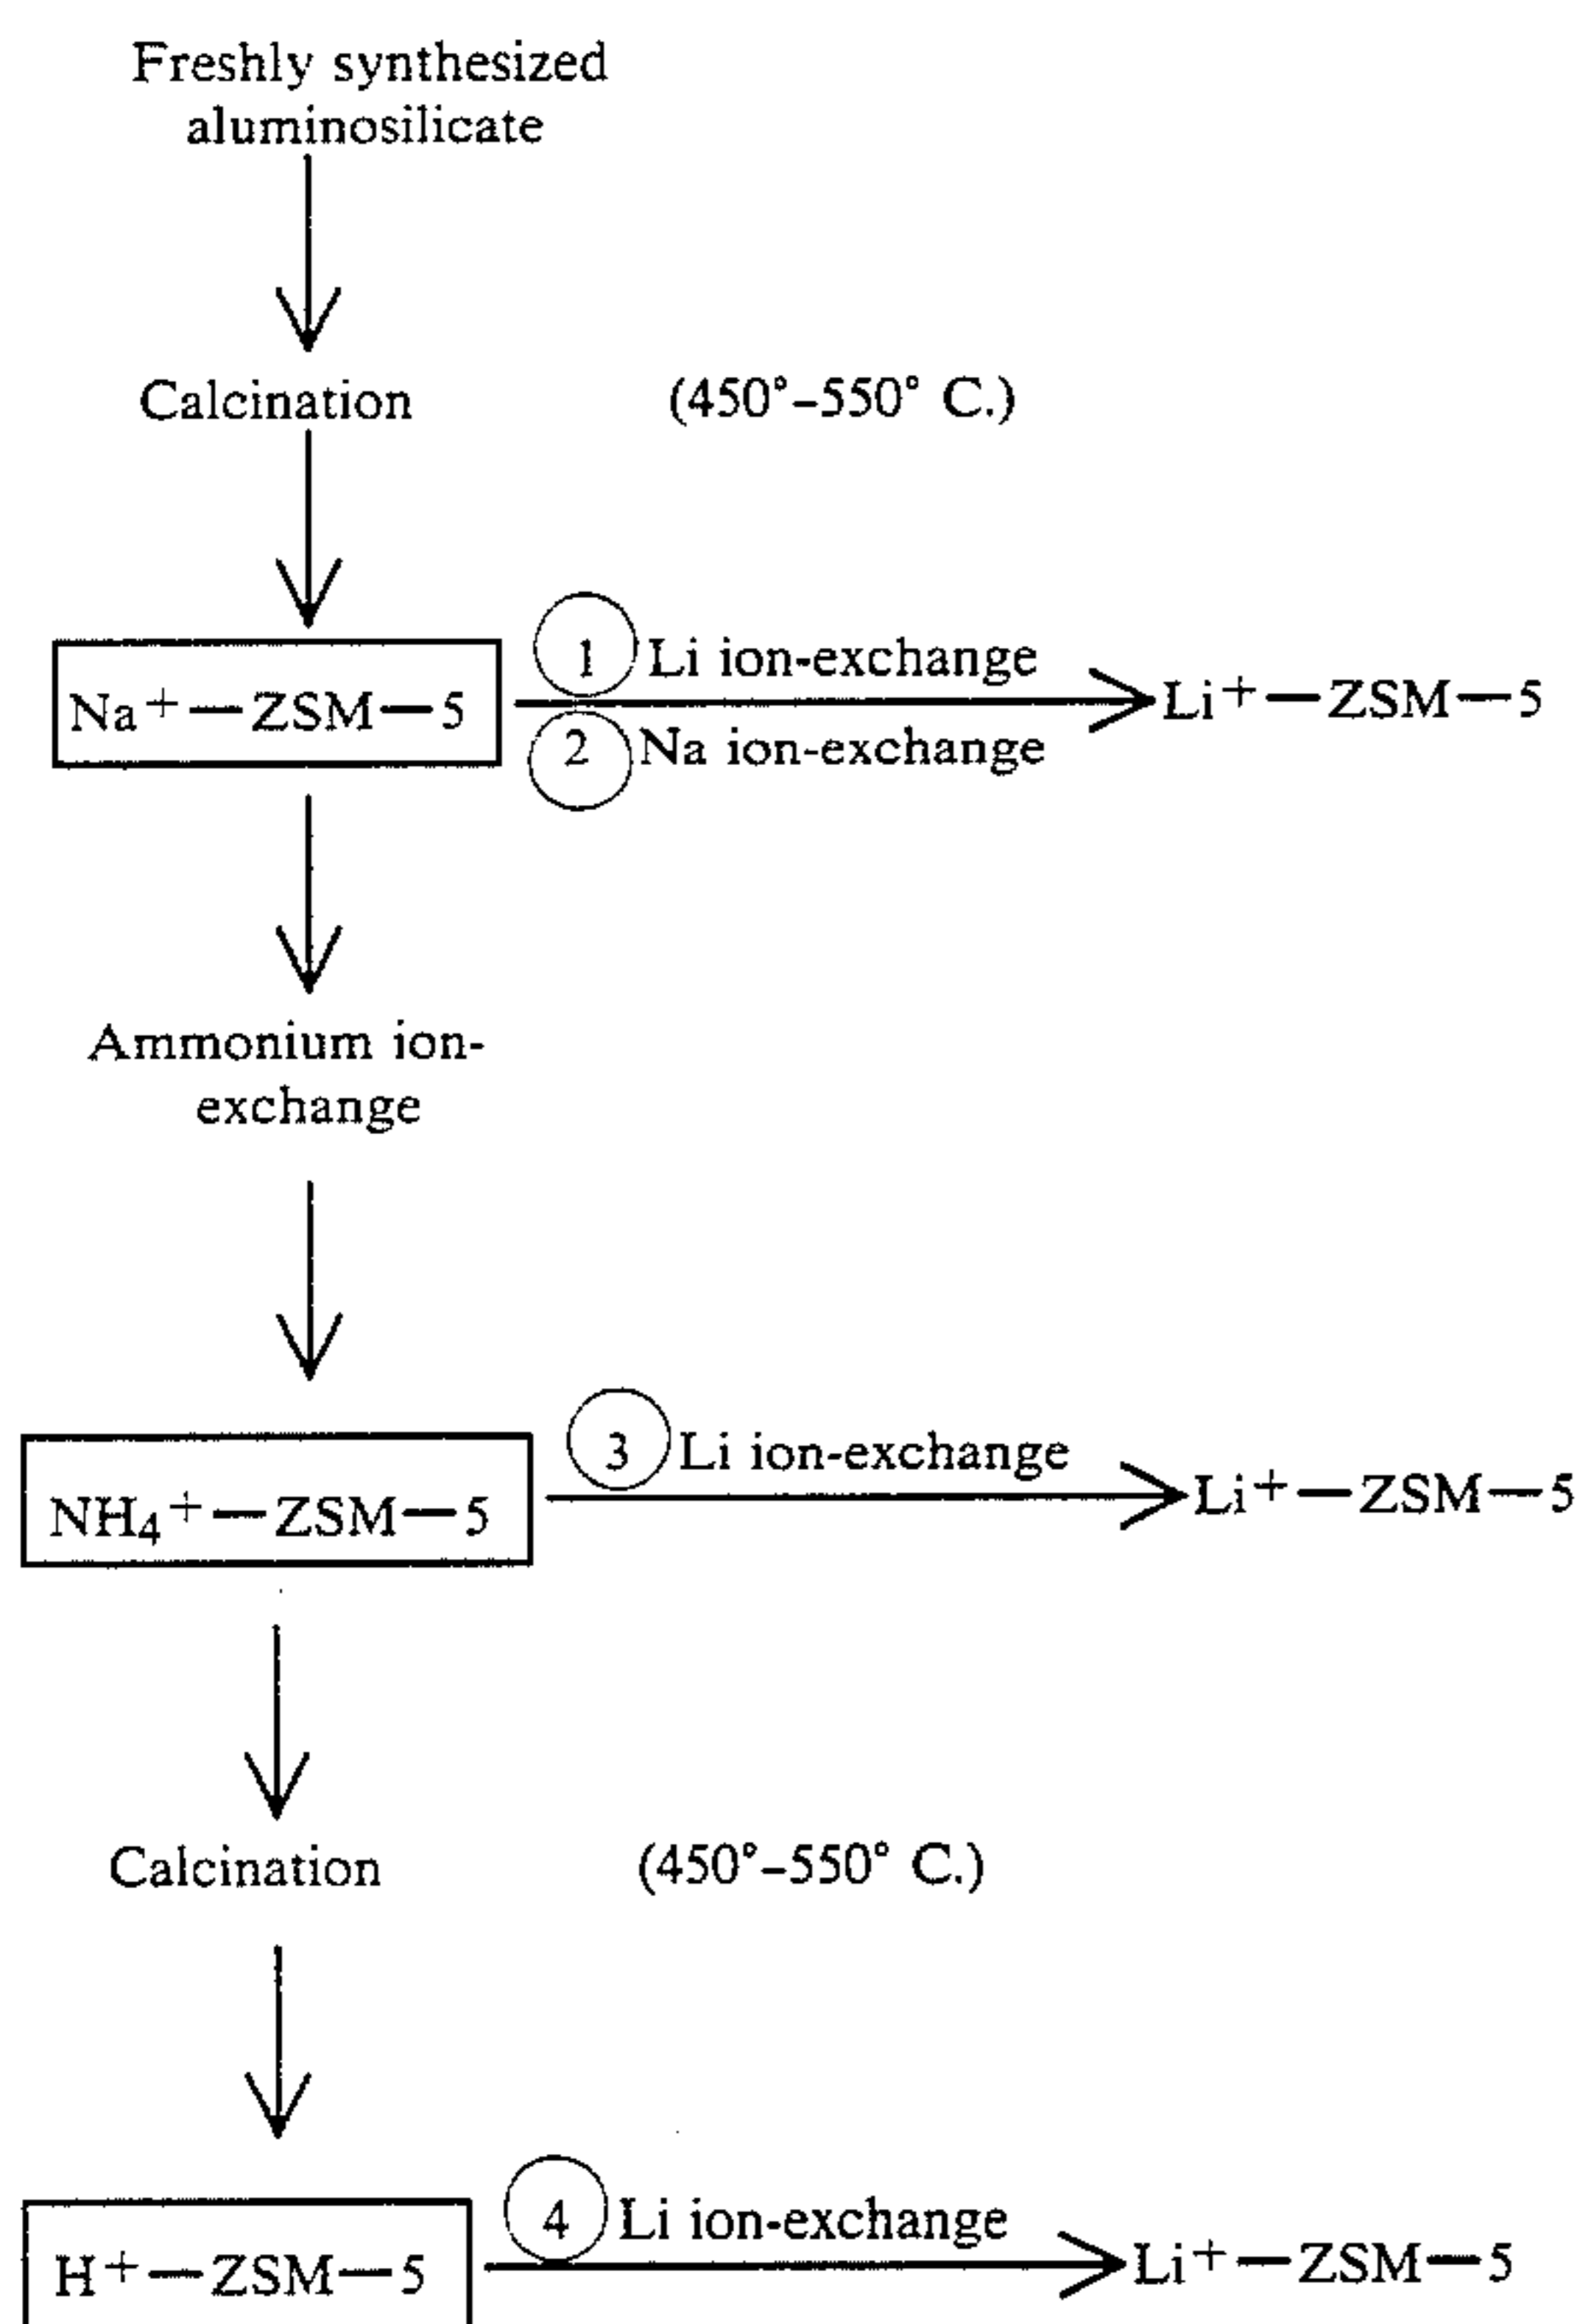 Freshly synthesized
aluminosilicate
Calcination (450°–550° C.)
1 Li ion-exchange
Na+—ZSM—5 Li+—ZSM—5
2 Na ion-exchange
Ammonium ion-
exchange
3 Li ion-exchange
NH4+—ZSM—5 Li+—ZSM—5
Calcination (450°–550° C.)
4 Li ion-exchange
H+—ZSM—5 Li+—ZSM—5